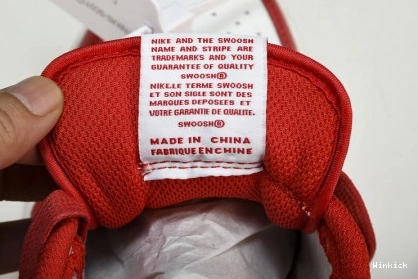 NIKE AND THE SWOOSH
NAME AND STRIPE ARE
TRADEMARKS AND YOUR
GUARANTEE OF QUALITY
SWOOSH®
NIKE.LE TERME SWOOSH
ET SON SIGLE SONT DES
MARQUES DEPOSEES ET
VOTRE GARANTIE DE QUALITE.
SWOOSH®
MADE IN CHINA
FABRIQUE EN CHINE
Winkick